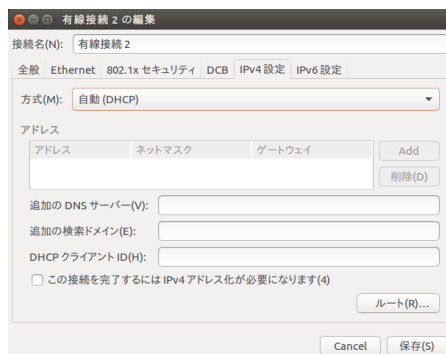 有線接続 2 の編集
接続名(N): 有線接続 2
全般 Ethernet 802.1x セキュリティ DCB IPv4 設定 IPv6 設定
方式(M): 自動 (DHCP)
アドレス
アドレス ネットマスク ゲートウェイ Add
削除(D)
追加の DNS サーバー(V):
追加の検索ドメイン(E):
DHCP クライアント ID(H):
この接続を完了するには IPv4 アドレス化が必要になります(4)
ルート(R)...
Cancel 保存(S)